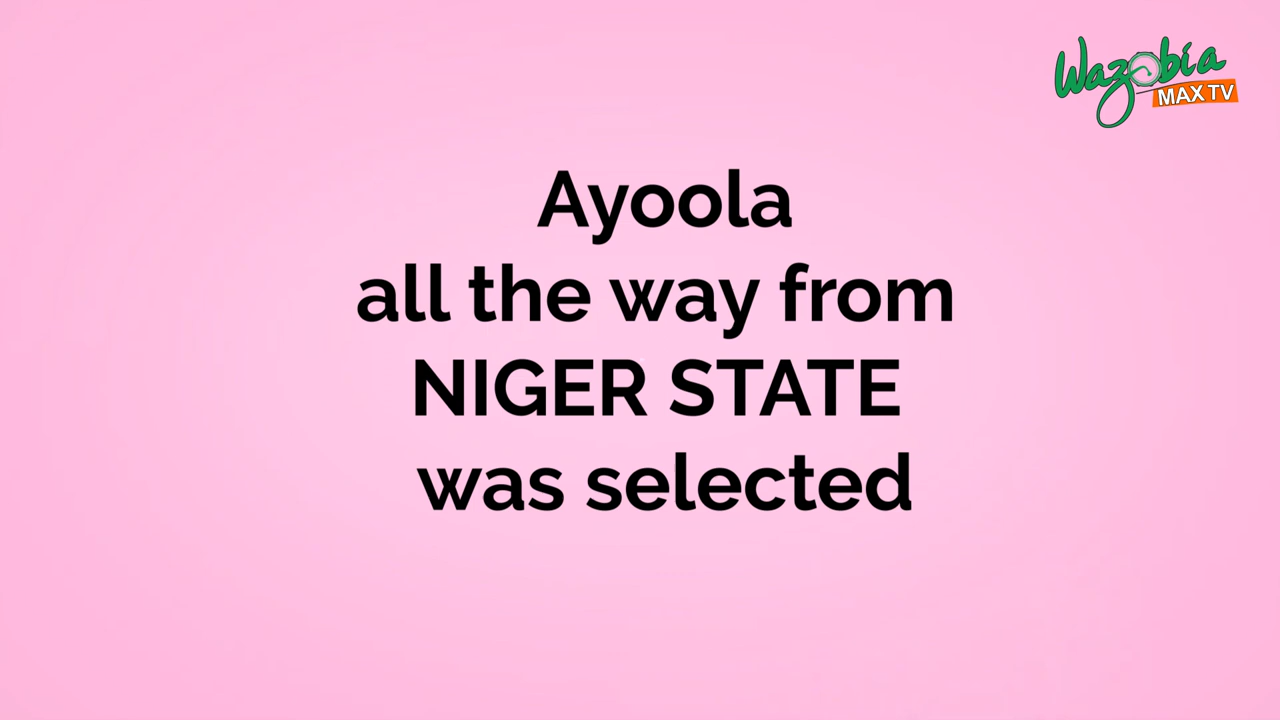 Wazobia
MAX TV
Ayoola
all the way from
NIGER STATE
was selected